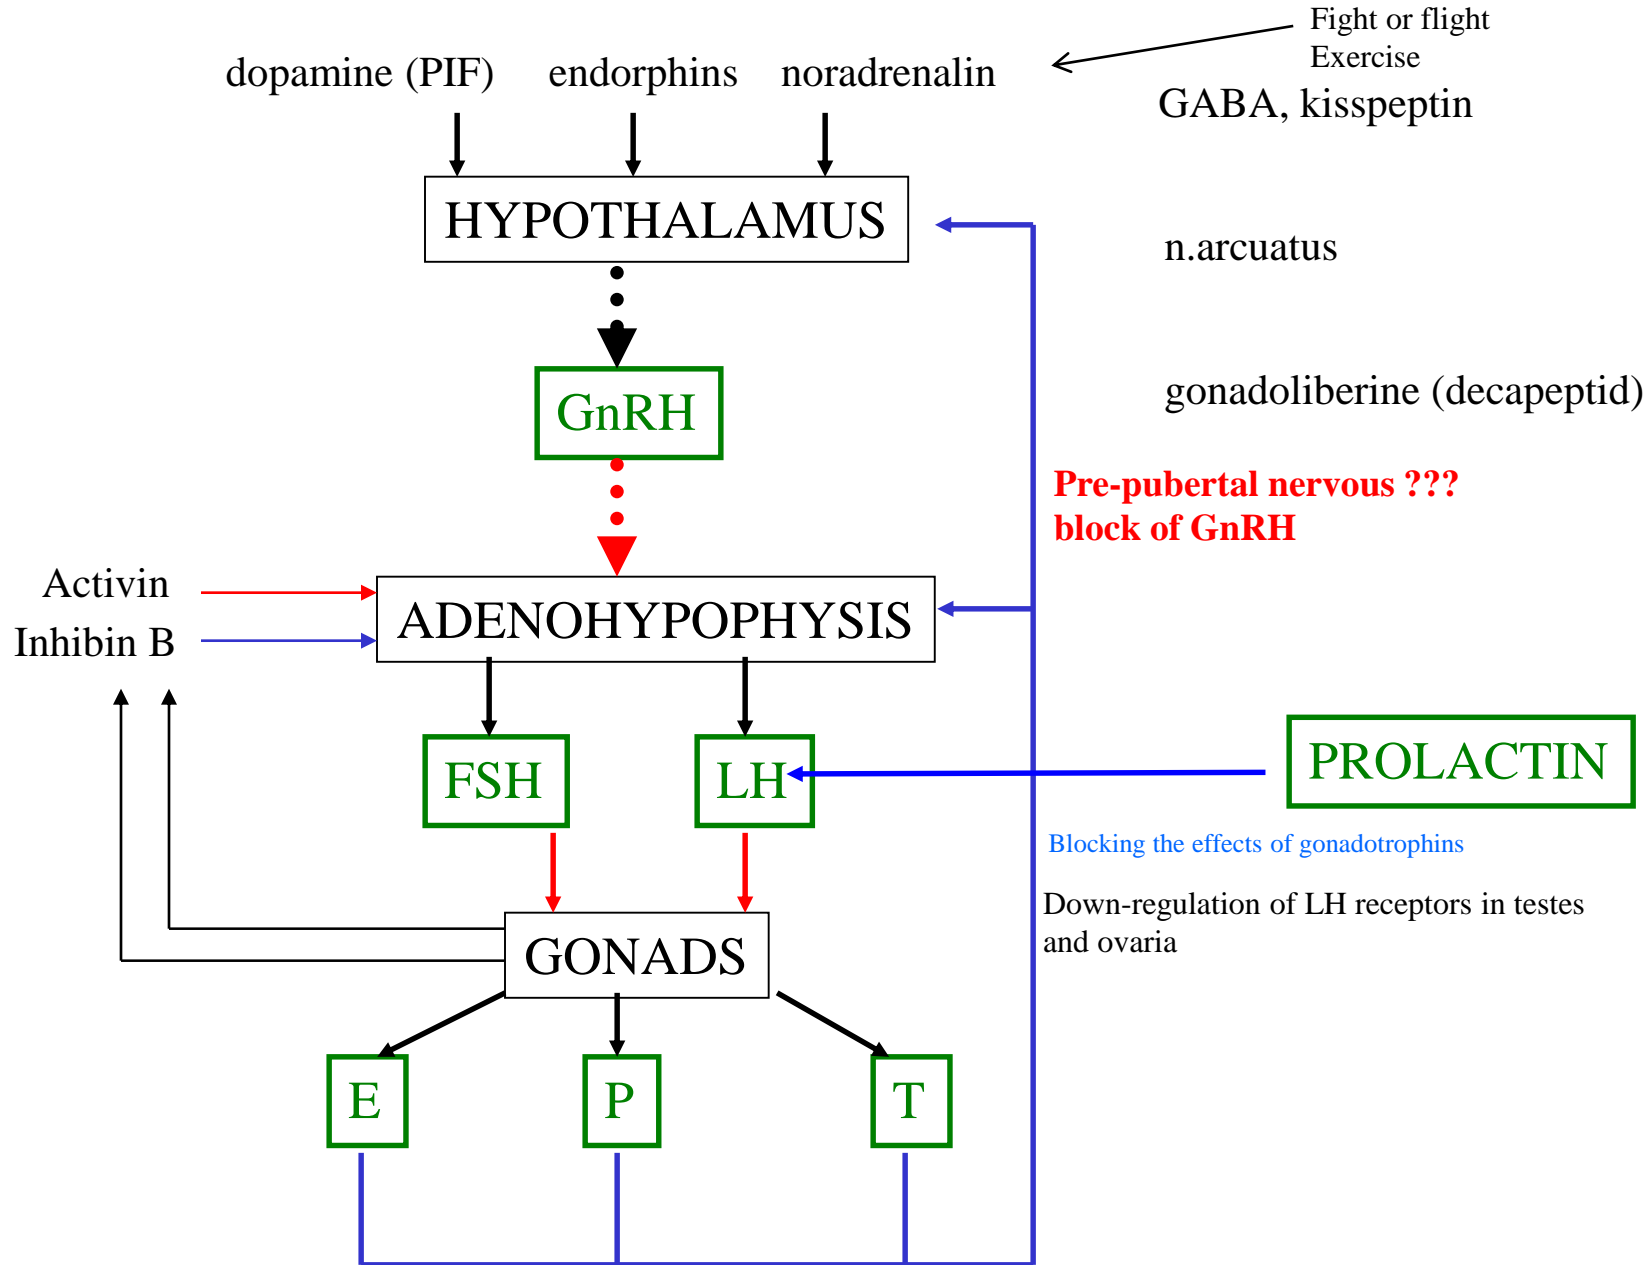 Fight or flight
Exercise
dopamine (PIF) endorphins noradrenalin
GABA, kisspeptin
HYPOTHALAMUS
n.arcuatus
GnRH
gonadoliberine (decapeptid)
Pre-pubertal nervous ???
block of GnRH
Activin
Inhibin B
ADENOHYPOPHYSIS
FSH
LH
PROLACTIN
Blocking the effects of gonadotrophins
Down-regulation of LH receptors in testes
and ovaria
GONADS
E
P
T